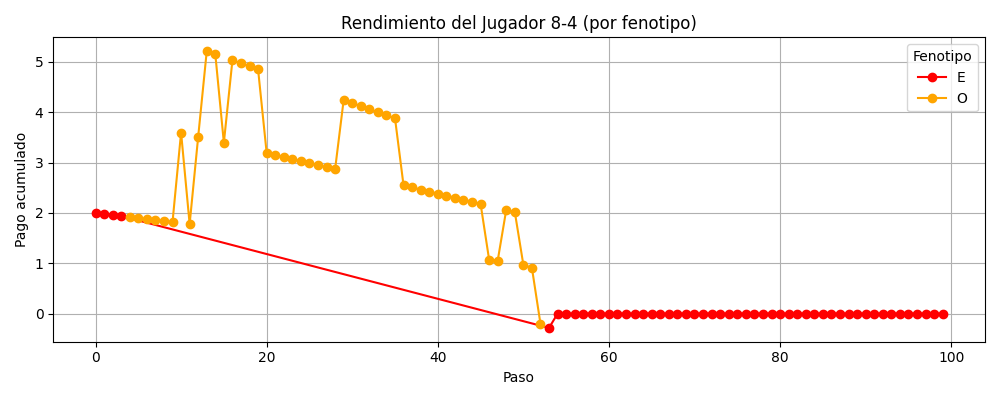 Rendimiento del Jugador 8-4 (por fenotipo)
Fenotipo
E
O
Pago acumulado
5
4
3
2
1
0
0 20 40 60 80 100
Paso